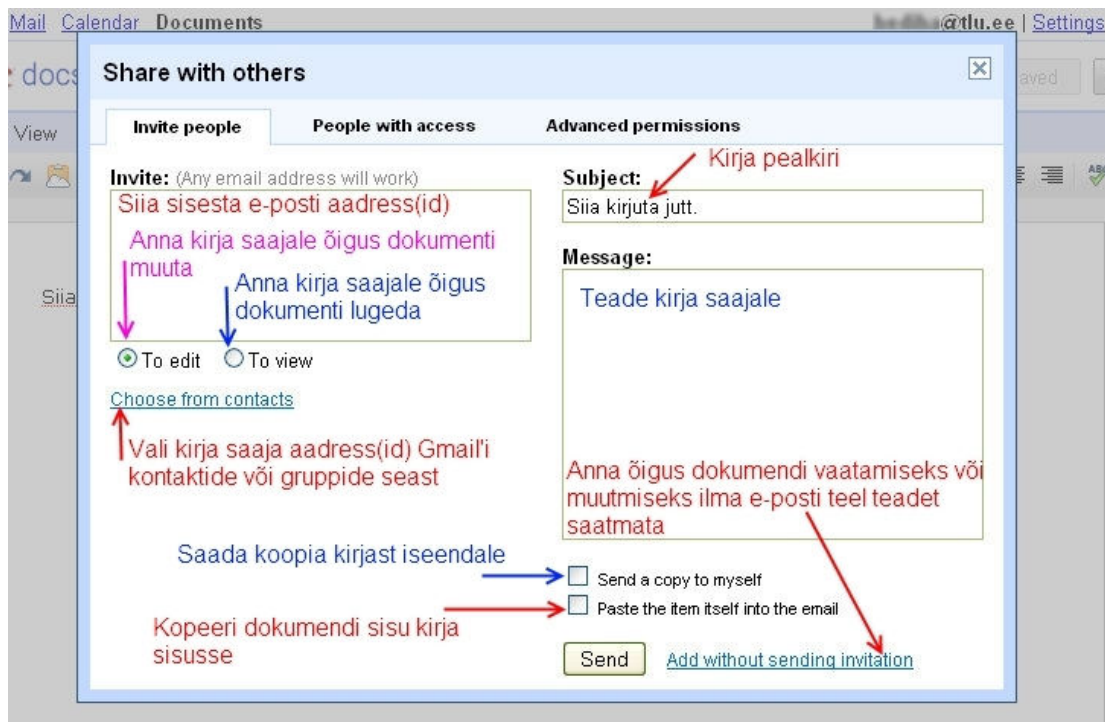 Mail Calendar Documents @tlu.ee | Settings
docs
aved
Share with others
Invite people People with access Advanced permissions
View
Kirja pealkiri
Invite: (Any email address will work)
Subject:
Siia sisesta e-posti aadress(id)
Siia kirjuta jutt.
Anna kirja saajale õigus dokumenti
muuta
Anna kirja saajale õigus
dokumenti lugeda
Message:
Teade kirja saajale
Siia
To edit To view
Choose from contacts
Vali kirja saaja aadress(id) Gmail'i
kontaktide või gruppide seast
Anna õigus dokumendi vaatamiseks või
muutmiseks ilma e-posti teel teadet
saatmata
Saada koopia kirjast iseendale
Send a copy to myself
Paste the item itself into the email
Kopeeri dokumendi sisu kirja
sisusse
Send Add without sending invitation